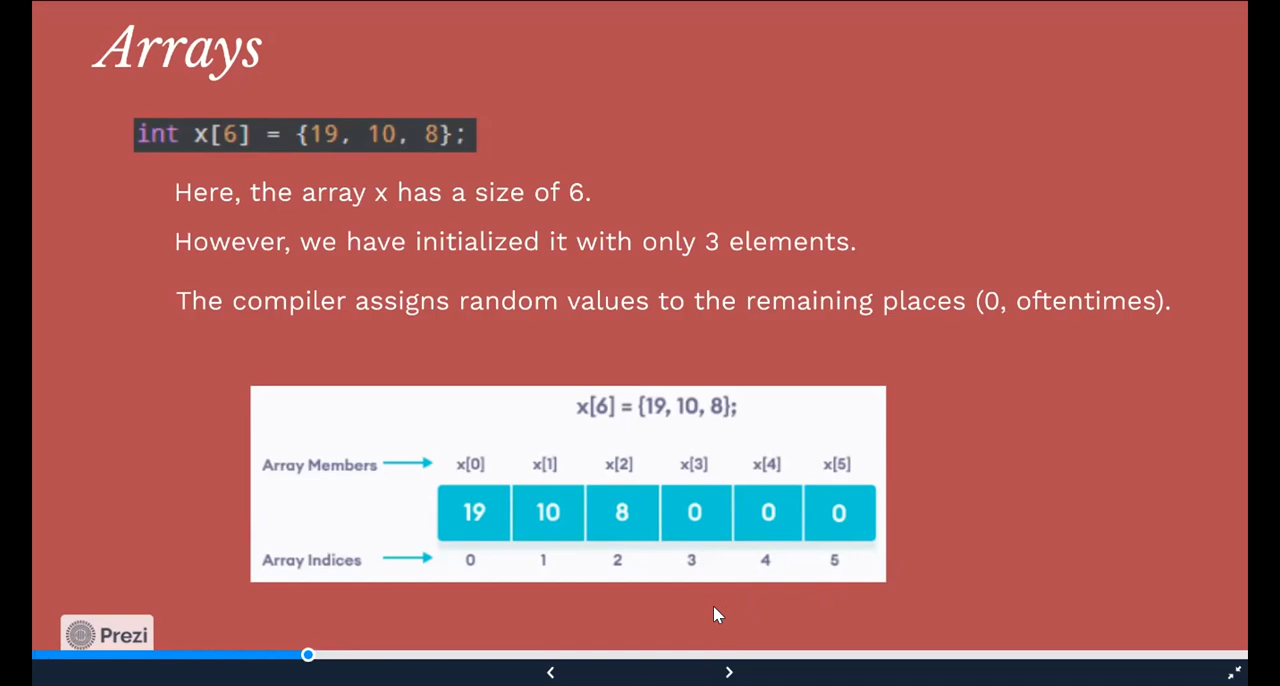 Arrays
int x[6] = {19, 10, 8};
Here, the array x has a size of 6.
However, we have initialized it with only 3 elements.
The compiler assigns random values to the remaining places (0, oftentimes).
x[6] = {19, 10, 8};
Array Members x[0] x[1] x[2] x[3] x[4] x[5]
19 10 8 0 0 0
Array Indices 0 1 2 3 4 5
Prezi